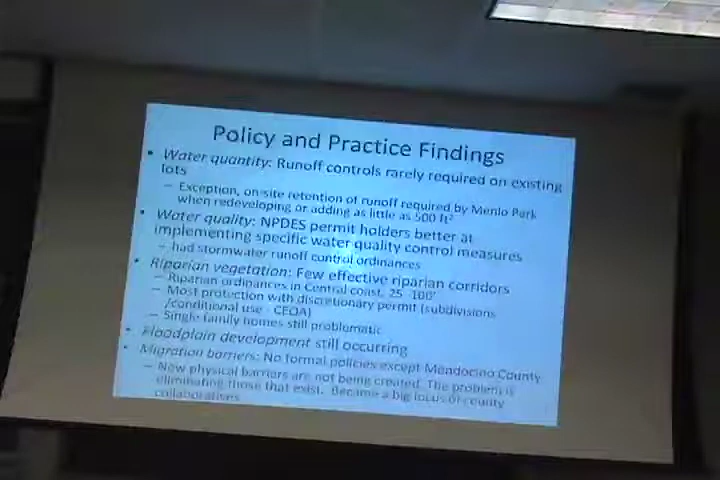 Policy and Practice Findings
• Water quantity: Runoff controls rarely required on existing
lots
– Exception, on-site retention of runoff required by Menlo Park
when redeveloping or adding as little as 500 ft²
• Water quality: NPDES permit holders better at
implementing specific water quality control measures
– had stormwater runoff control ordinances
• Riparian vegetation: Few effective riparian corridors
– Riparian ordinances in Central coast, 25 -100'
– Most protection with discretionary permit (subdivisions
/conditional use - CEQA)
– Single family homes still problematic
• Floodplain development still occurring
• Migration barriers: No formal policies except Mendocino County
– New physical barriers are not being created. The problem is
eliminating those that exist. Became a big focus of county
collaboratives